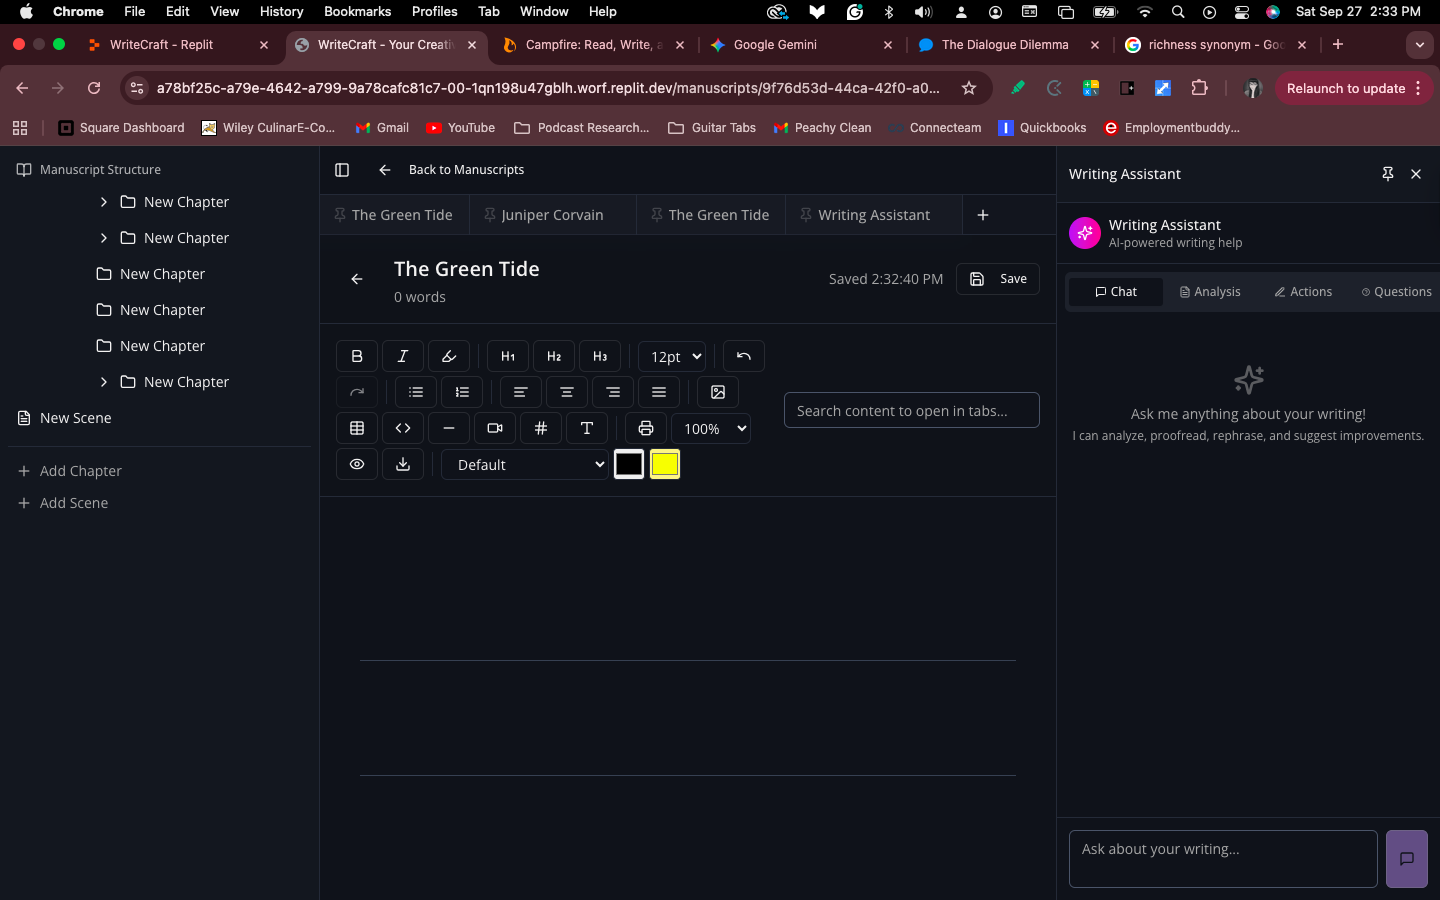 Chrome File Edit View History Bookmarks Profiles Tab Window Help Sat Sep 27 2:33 PM
WriteCraft - Replit
WriteCraft - Your Creativ
Campfire: Read, Write, a
Google Gemini
The Dialogue Dilemma
richness synonym - Goo
a78bf25c-a79e-4642-a799-9a78cafc81c7-00-1qn198u47gblh.worf.replit.dev/manuscripts/9f76d53d-44ca-42f0-a0...
Relaunch to update
Square Dashboard
Wiley CulinarE-Co...
Gmail
YouTube
Podcast Research...
Guitar Tabs
Peachy Clean
Connecteam
Quickbooks
Employmentbuddy...
Manuscript Structure
New Chapter
New Chapter
New Chapter
New Chapter
New Chapter
New Chapter
New Scene
Add Chapter
Add Scene
Back to Manuscripts
The Green Tide
Juniper Corvain
The Green Tide
Writing Assistant
The Green Tide
0 words
Saved 2:32:40 PM
Save
B I H1 H2 H3 12pt
Search content to open in tabs...
T 100%
Default
Writing Assistant
Writing Assistant
AI-powered writing help
Chat Analysis Actions Questions
Ask me anything about your writing!
I can analyze, proofread, rephrase, and suggest improvements.
Ask about your writing...